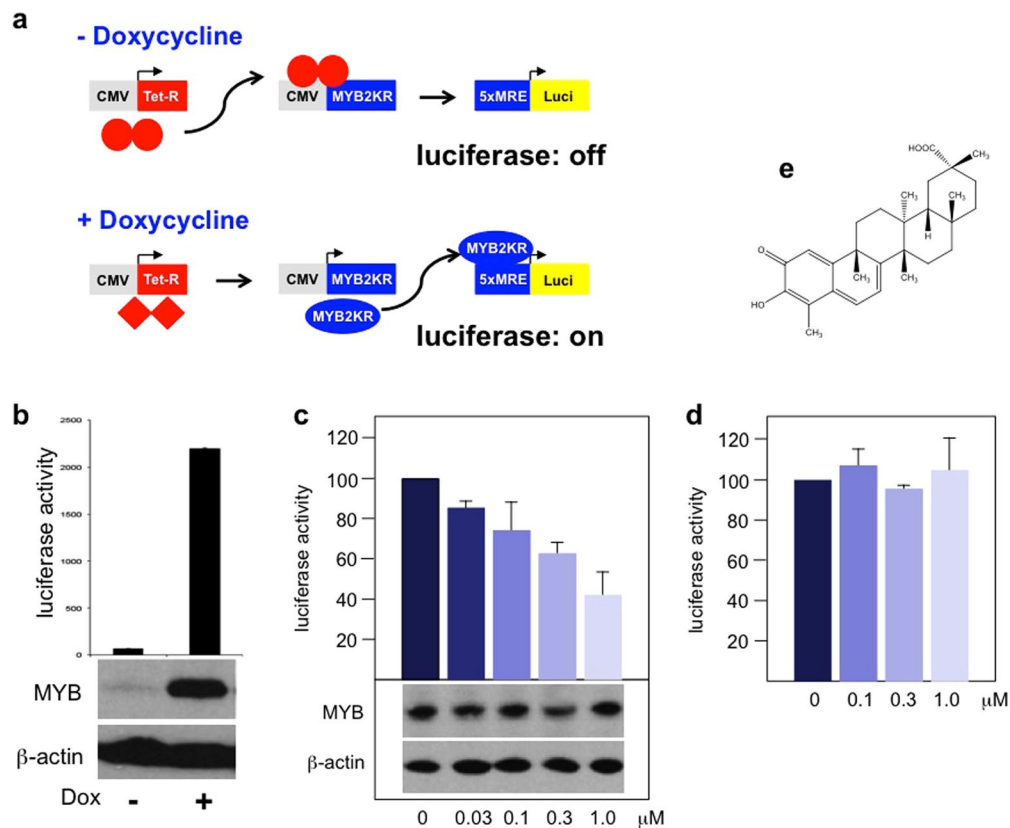 a
- Doxycycline
CMV Tet-R CMV MYB2KR 5xMRE Luci
luciferase: off
+ Doxycycline
CMV Tet-R CMV MYB2KR MYB2KR 5xMRE Luci
MYB2KR
luciferase: on
e
HOOC CH3
CH3 CH3
H
O
CH3 CH3
HO
CH3
b
luciferase activity
2500
2000
1500
1000
500
0
MYB
β-actin
Dox - +
c
luciferase activity
120
100
80
60
40
20
MYB
β-actin
0 0.03 0.1 0.3 1.0 μM
d
luciferase activity
120
100
80
60
40
20
0 0.1 0.3 1.0 μM